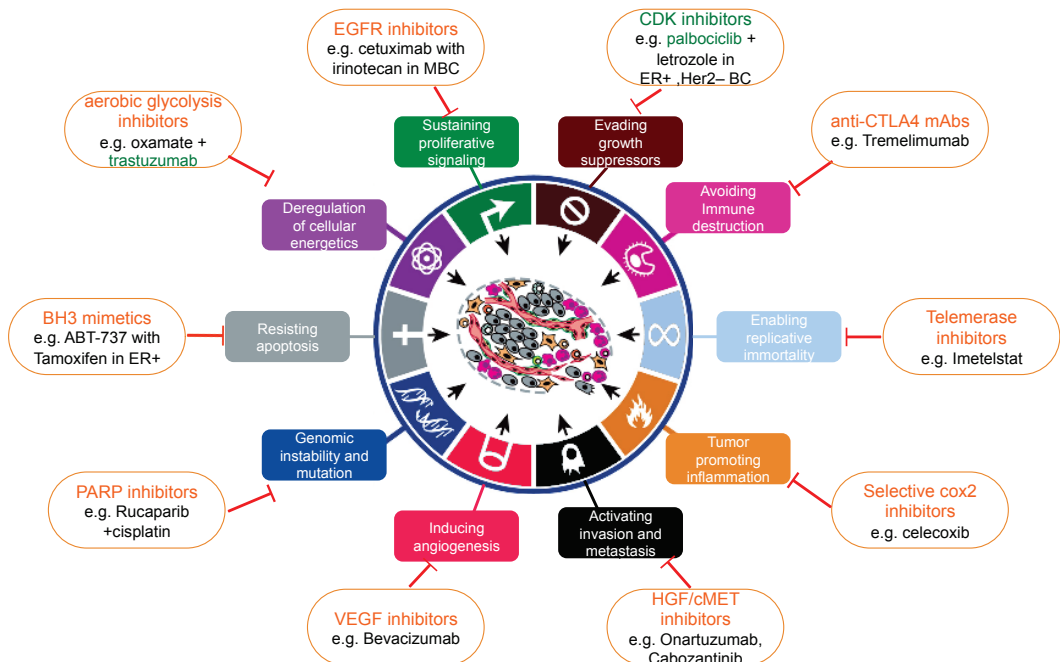 EGFR inhibitors
e.g. cetuximab with
irinotecan in MBC
CDK inhibitors
e.g. palbociclib +
letrozole in
ER+ ,Her2– BC
aerobic glycolysis
inhibitors
e.g. oxamate +
trastuzumab
Sustaining
proliferative
signaling
Evading
growth
suppressors
anti-CTLA4 mAbs
e.g. Tremelimumab
Deregulation
of cellular
energetics
Avoiding
Immune
destruction
BH3 mimetics
e.g. ABT-737 with
Tamoxifen in ER+
Resisting
apoptosis
Enabling
replicative
immortality
Telemerase
inhibitors
e.g. Imetelstat
Genomic
instability and
mutation
Tumor
promoting
inflammation
PARP inhibitors
e.g. Rucaparib
+cisplatin
Inducing
angiogenesis
Activating
invasion and
metastasis
Selective cox2
inhibitors
e.g. celecoxib
VEGF inhibitors
e.g. Bevacizumab
HGF/cMET
inhibitors
e.g. Onartuzumab,
Cabozantinib